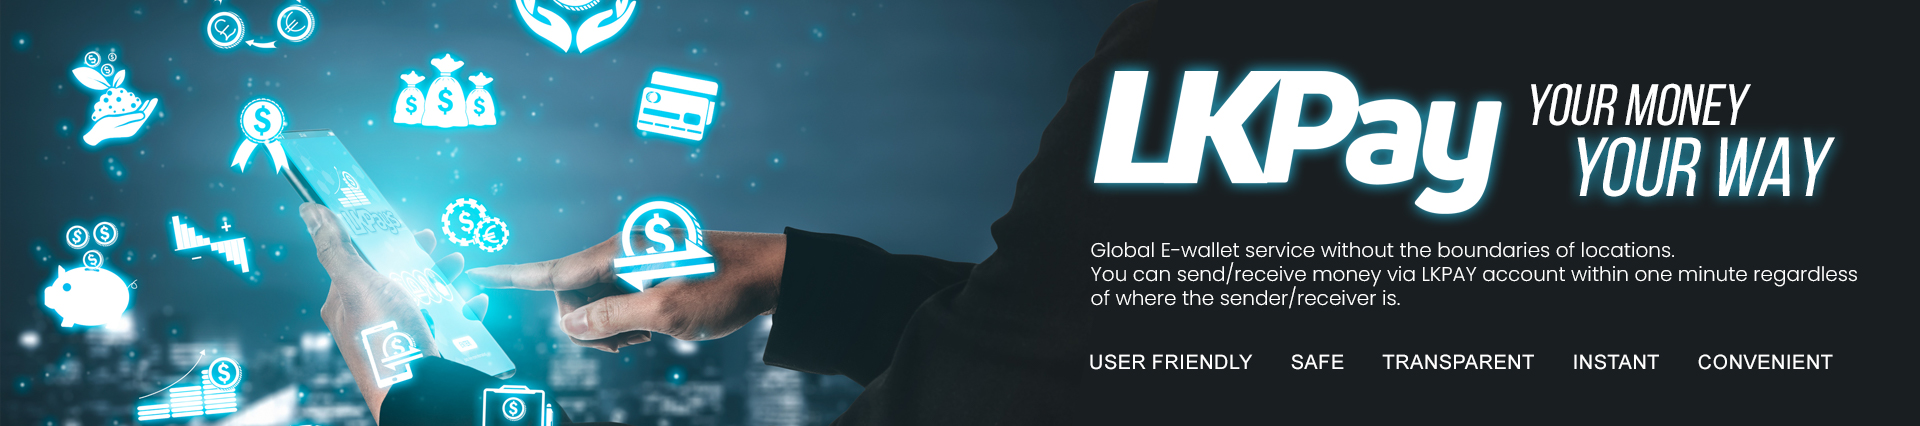 LKPay
YOUR MONEY
YOUR WAY
Global E-wallet service without the boundaries of locations.
You can send/receive money via LKPAY account within one minute regardless
of where the sender/receiver is.
USER FRIENDLY SAFE TRANSPARENT INSTANT CONVENIENT